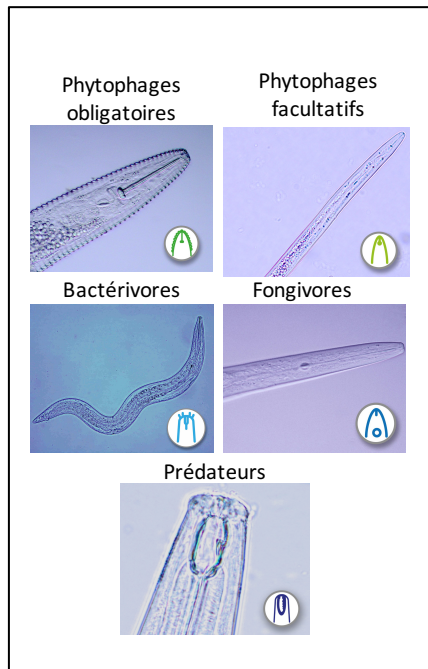 Phytophages
obligatoires
Phytophages
facultatifs
Bactérivores
Fongivores
Prédateurs